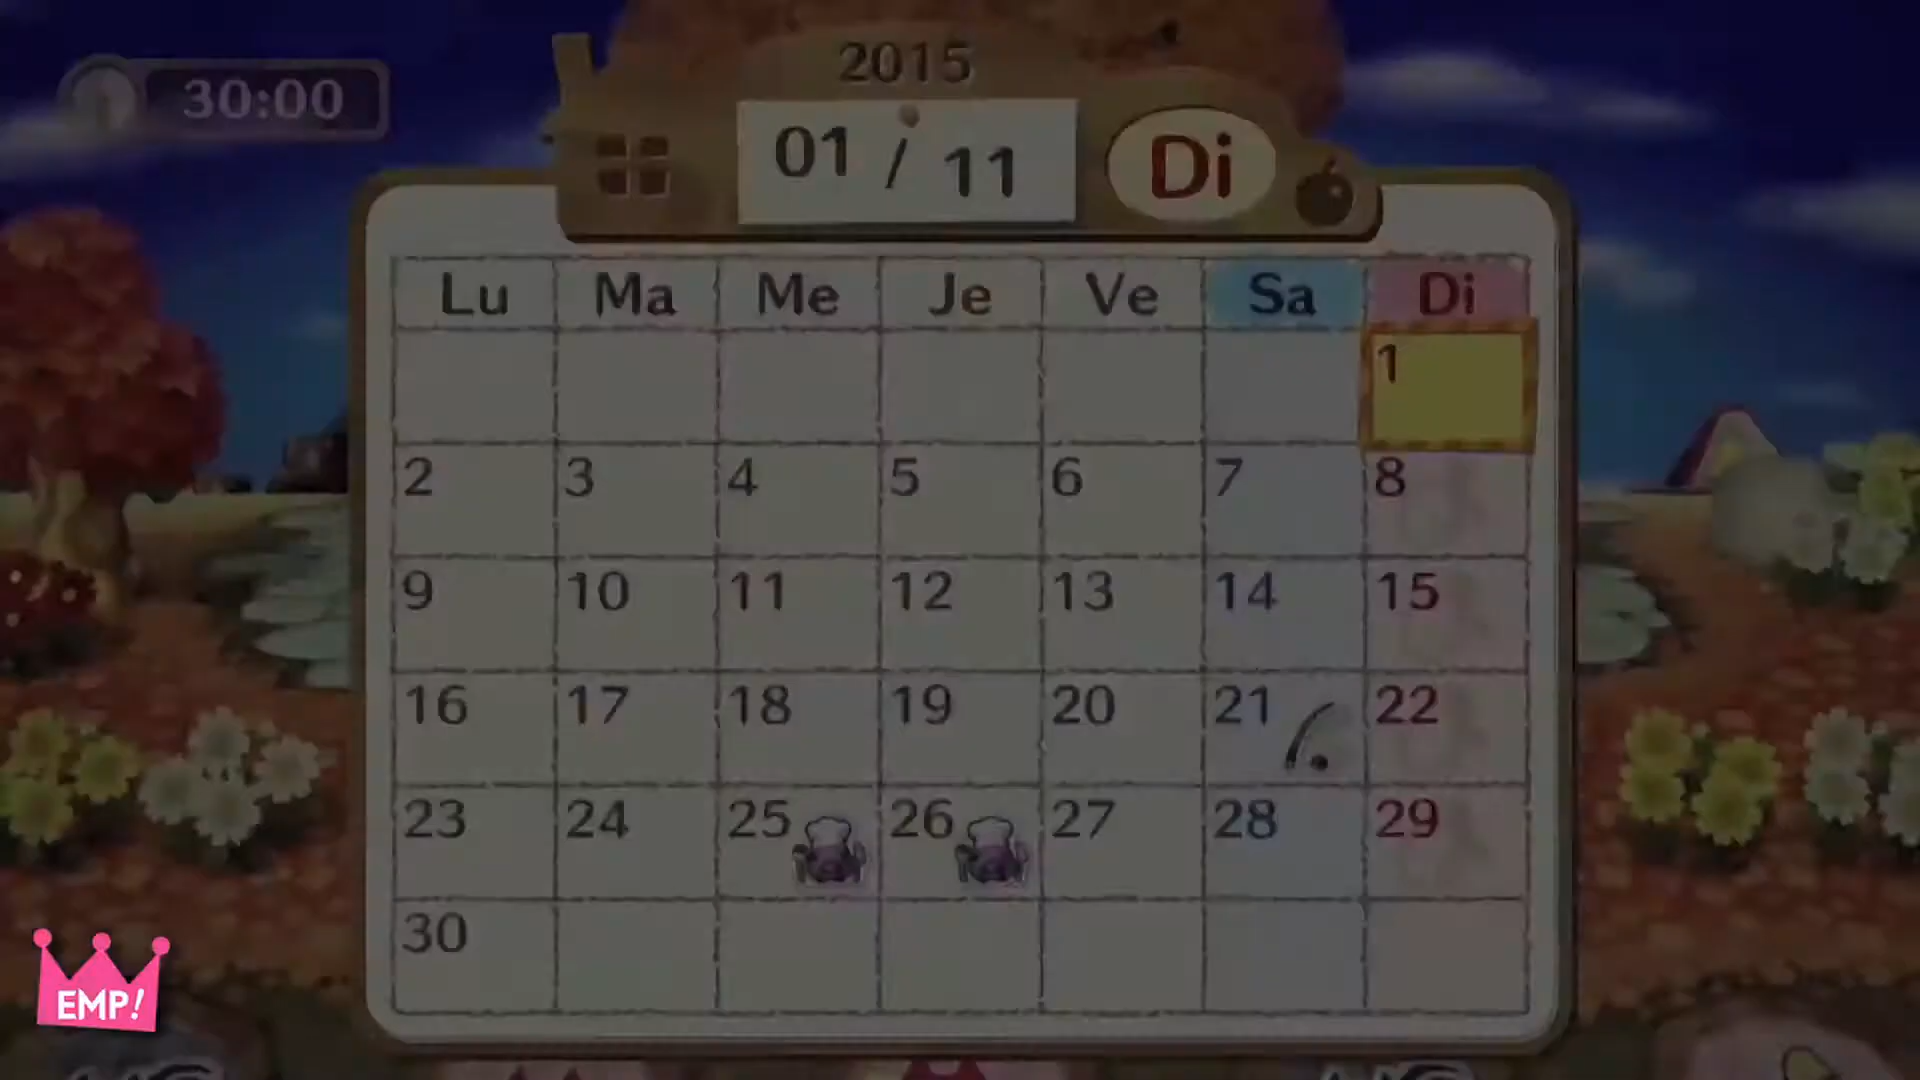 2015
30:00
01 / 11 Di
Lu Ma Me Je Ve Sa Di
1
2 3 4 5 6 7 8
9 10 11 12 13 14 15
16 17 18 19 20 21 22
23 24 25 26 27 28 29
30
EMP!